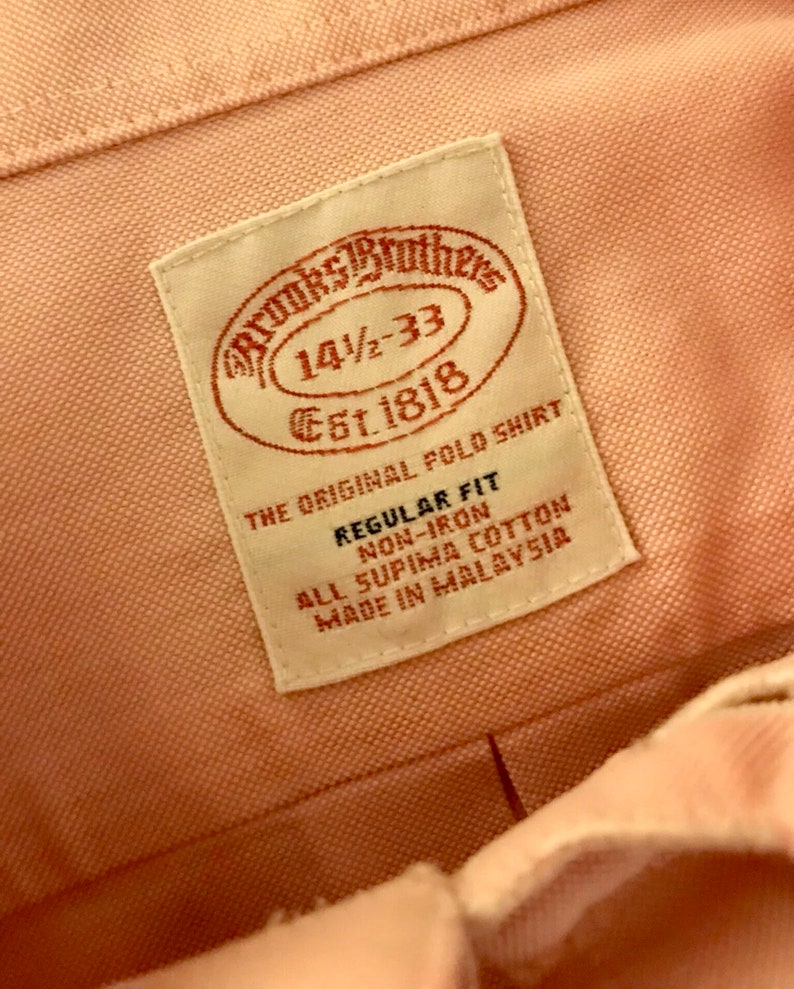 Brooks Brothers
14½-33
Est. 1818
THE ORIGINAL POLO SHIRT
REGULAR FIT
NON-IRON
ALL SUPIMA COTTON
MADE IN MALAYSIA